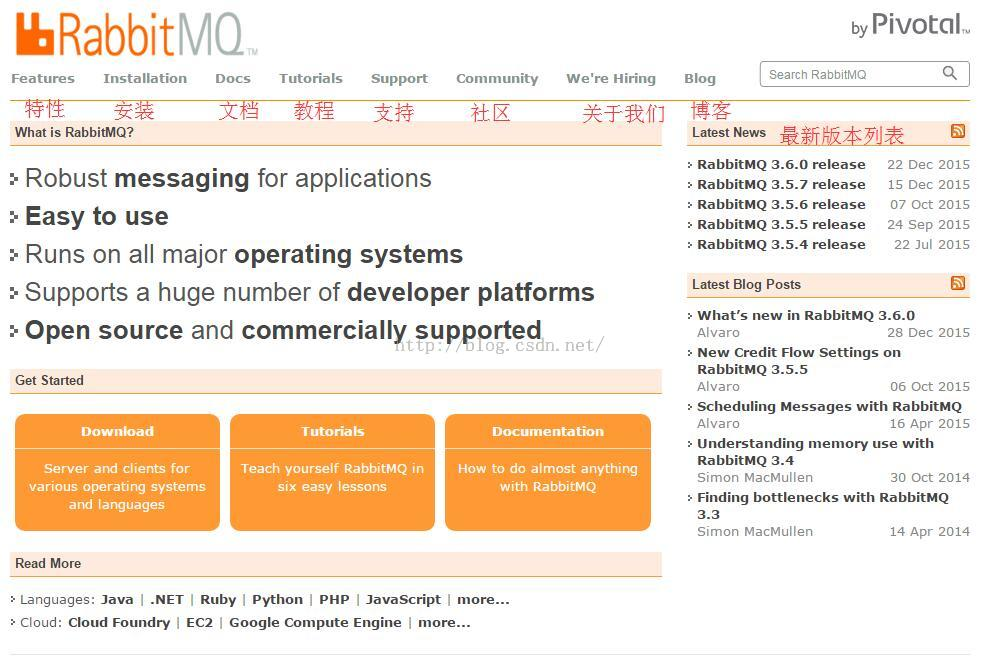 RabbitMQ™
by Pivotal™
Features Installation Docs Tutorials Support Community We're Hiring Blog
Search RabbitMQ
特性 安装 文档 教程 支持 社区 关于我们 博客
What is RabbitMQ?
Robust messaging for applications
Easy to use
Runs on all major operating systems
Supports a huge number of developer platforms
Open source and commercially supported
http://blog.csdn.net/
Get Started
Download
Server and clients for
various operating systems
and languages
Tutorials
Teach yourself RabbitMQ in
six easy lessons
Documentation
How to do almost anything
with RabbitMQ
Read More
Languages: Java | .NET | Ruby | Python | PHP | JavaScript | more...
Cloud: Cloud Foundry | EC2 | Google Compute Engine | more...
Latest News 最新版本列表
RabbitMQ 3.6.0 release 22 Dec 2015
RabbitMQ 3.5.7 release 15 Dec 2015
RabbitMQ 3.5.6 release 07 Oct 2015
RabbitMQ 3.5.5 release 24 Sep 2015
RabbitMQ 3.5.4 release 22 Jul 2015
Latest Blog Posts
What's new in RabbitMQ 3.6.0
Alvaro 28 Dec 2015
New Credit Flow Settings on
RabbitMQ 3.5.5
Alvaro 06 Oct 2015
Scheduling Messages with RabbitMQ
Alvaro 16 Apr 2015
Understanding memory use with
RabbitMQ 3.4
Simon MacMullen 30 Oct 2014
Finding bottlenecks with RabbitMQ
3.3
Simon MacMullen 14 Apr 2014